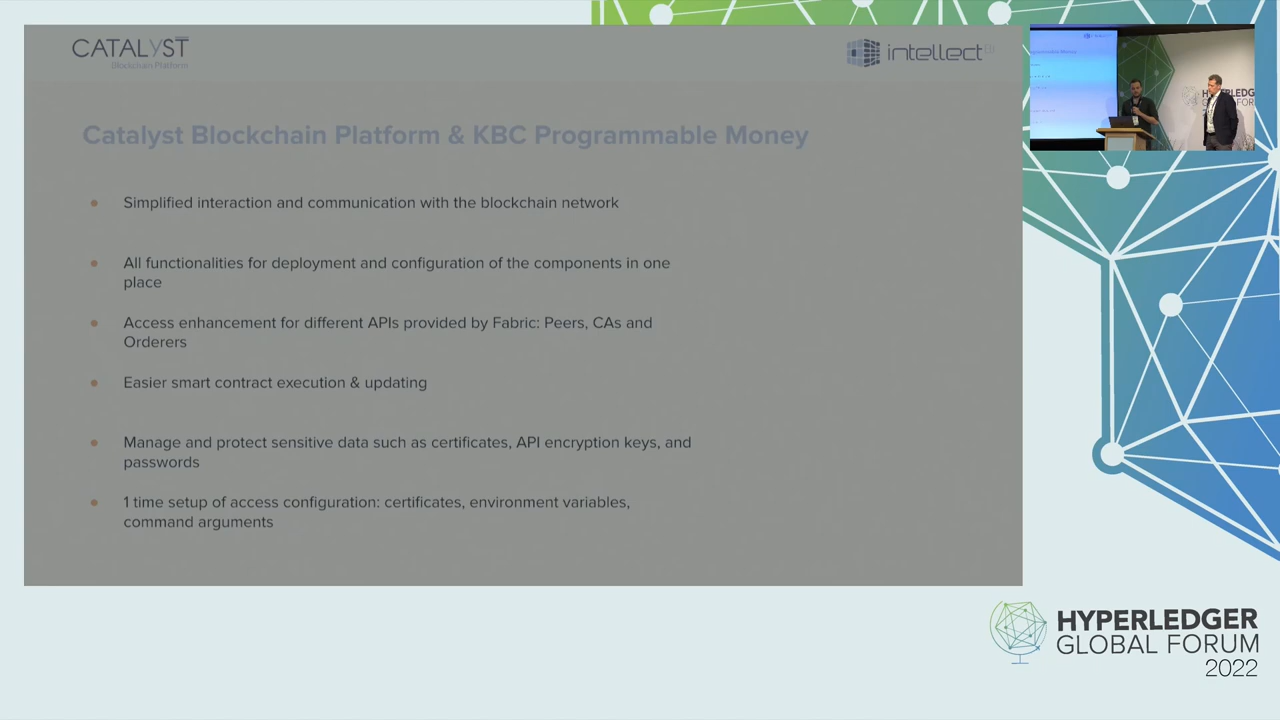 CATALYST
Blockchain Platform
intellect EU
Catalyst Blockchain Platform & KBC Programmable Money
• Simplified interaction and communication with the blockchain network
• All functionalities for deployment and configuration of the components in one
place
• Access enhancement for different APIs provided by Fabric: Peers, CAs and
Orderers
• Easier smart contract execution & updating
• Manage and protect sensitive data such as certificates, API encryption keys, and
passwords
• 1 time setup of access configuration: certificates, environment variables,
command arguments
HYPERLEDGER
GLOBAL FORUM
2022